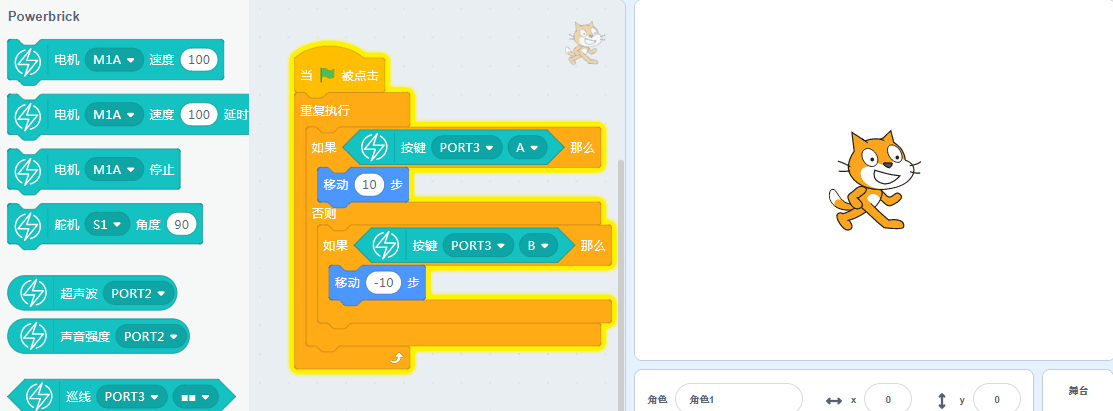 Powerbrick
电机 M1A 速度 100
电机 M1A 速度 100 延时
电机 M1A 停止
舵机 S1 角度 90
超声波 PORT2
声音强度 PORT2
巡线 PORT3
当 被点击
重复执行
如果 按键 PORT3 A 那么
移动 10 步
否则
如果 按键 PORT3 B 那么
移动 -10 步
角色 角色1 x 0 y 0
舞台